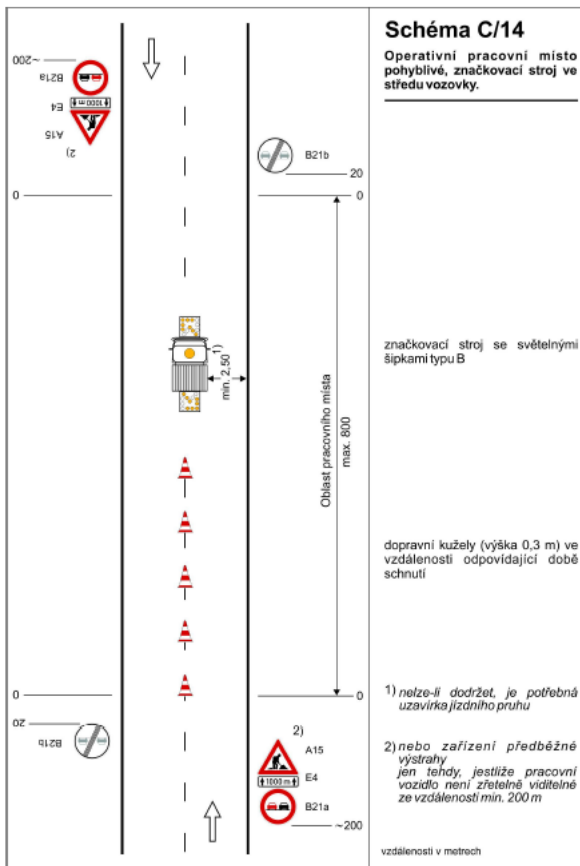 Schéma C/14
Operativní pracovní místo
pohyblivé, značkovací stroj ve
středu vozovky.
~200
B21a
E4
1000 m
A15
2)
B21b
20
0
0
1)
min. 2,50
Oblast pracovního místa
max. 800
značkovací stroj se světelnými
šipkami typu B
dopravní kužely (výška 0,3 m) ve
vzdálenosti odpovídající době
schnutí
0
0
20
B21b
2)
A15
E4
1000 m
B21a
~200
1) nelze-li dodržet, je potřebná
uzavírka jízdního pruhu
2) nebo zařízení předběžné
výstrahy
jen tehdy, jestliže pracovní
vozidlo není zřetelně viditelné
ze vzdálenosti min. 200 m
vzdálenosti v metrech